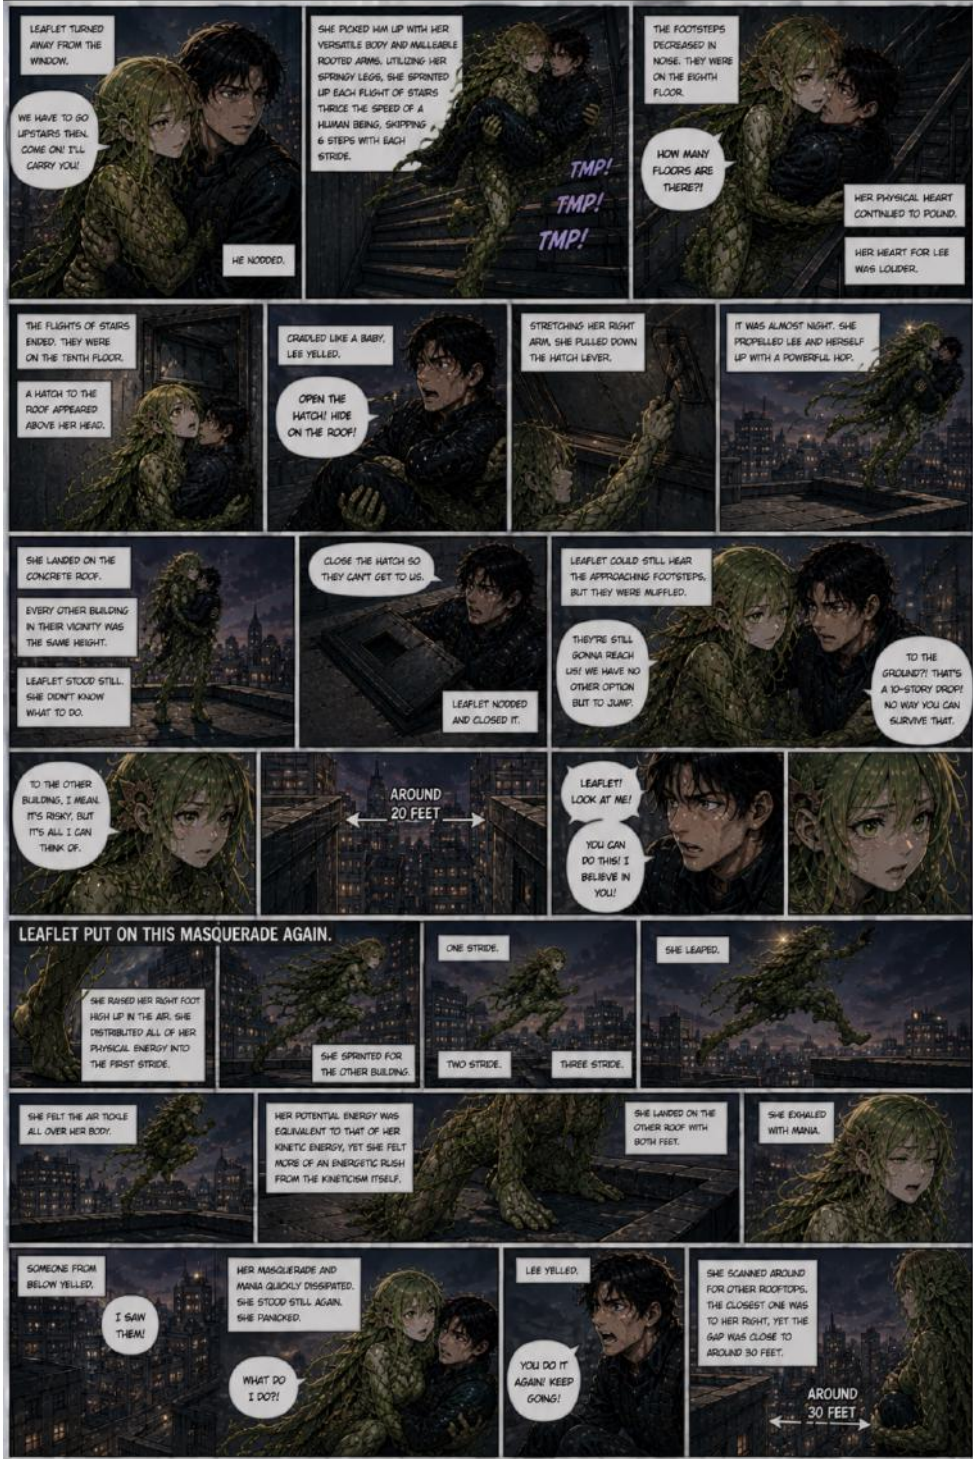 LEAFLET TURNED
AWAY FROM THE
WINDOW.
WE HAVE TO GO
UPSTAIRS THEN.
COME ON! I'LL
CARRY YOU!
HE NODDED.
SHE PICKED HIM UP WITH HER
VERSATILE BODY AND MALLEABLE
ROOTED ARMS. UTILIZING HER
SPRINGY LEGS, SHE SPRINTED
UP EACH FLIGHT OF STAIRS
THRICE THE SPEED OF A
HUMAN BEING, SKIPPING
6 STEPS WITH EACH
STRIDE.
TMP!
TMP!
TMP!
THE FOOTSTEPS
DECREASED IN
NOISE. THEY WERE
ON THE EIGHTH
FLOOR.
HOW MANY
FLOORS ARE
THERE?!
HER PHYSICAL HEART
CONTINUED TO POUND.
HER HEART FOR LEE
WAS LOUDER.
THE FLIGHTS OF STAIRS
ENDED. THEY WERE
ON THE TENTH FLOOR.
A HATCH TO THE
ROOF APPEARED
ABOVE HER HEAD.
CRADLED LIKE A BABY,
LEE YELLED.
OPEN THE
HATCH! HIDE
ON THE ROOF!
STRETCHING HER RIGHT
ARM, SHE PULLED DOWN
THE HATCH LEVER.
IT WAS ALMOST NIGHT. SHE
PROPELLED LEE AND HERSELF
UP WITH A POWERFUL HOP.
SHE LANDED ON THE
CONCRETE ROOF.
EVERY OTHER BUILDING
IN THEIR VICINITY WAS
THE SAME HEIGHT.
LEAFLET STOOD STILL.
SHE DIDN'T KNOW
WHAT TO DO.
CLOSE THE HATCH SO
THEY CAN'T GET TO US.
LEAFLET NODDED
AND CLOSED IT.
LEAFLET COULD STILL HEAR
THE APPROACHING FOOTSTEPS,
BUT THEY WERE MUFFLED.
THEY'RE STILL
GONNA REACH
US! WE HAVE NO
OTHER OPTION
BUT TO JUMP.
TO THE
GROUND?! THAT'S
A 10-STORY DROP!
NO WAY YOU CAN
SURVIVE THAT.
TO THE OTHER
BUILDING, I MEAN.
IT'S RISKY, BUT
IT'S ALL I CAN
THINK OF.
AROUND
20 FEET
LEAFLET!
LOOK AT ME!
YOU CAN
DO THIS! I
BELIEVE IN
YOU!
LEAFLET PUT ON THIS MASQUERADE AGAIN.
SHE RAISED HER RIGHT FOOT
HIGH UP IN THE AIR. SHE
DISTRIBUTED ALL OF HER
PHYSICAL ENERGY INTO
THE FIRST STRIDE.
SHE SPRINTED FOR
THE OTHER BUILDING.
ONE STRIDE.
TWO STRIDE.
THREE STRIDE.
SHE LEAPED.
SHE FELT THE AIR TICKLE
ALL OVER HER BODY.
HER POTENTIAL ENERGY WAS
EQUIVALENT TO THAT OF HER
KINETIC ENERGY, YET SHE FELT
MORE OF AN ENERGETIC RUSH
FROM THE KINETICISM ITSELF.
SHE LANDED ON THE
OTHER ROOF WITH
BOTH FEET.
SHE EXHALED
WITH MANIA.
SOMEONE FROM
BELOW YELLED.
I SAW
THEM!
HER MASQUERADE AND
MANIA QUICKLY DISSIPATED.
SHE STOOD STILL AGAIN.
SHE PANICKED.
WHAT DO
I DO?!
LEE YELLED.
YOU DO IT
AGAIN! KEEP
GOING!
SHE SCANNED AROUND
FOR OTHER ROOFTOPS.
THE CLOSEST ONE WAS
TO HER RIGHT, YET THE
GAP WAS CLOSE TO
AROUND 30 FEET.
AROUND
30 FEET